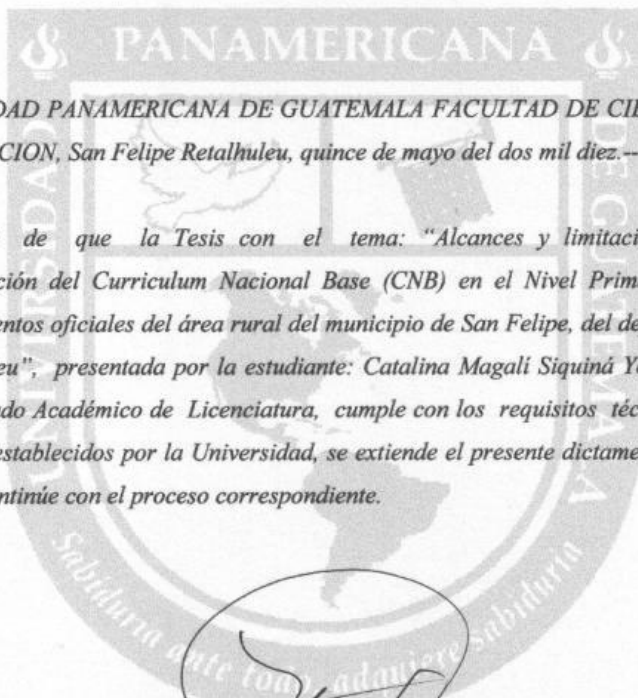 PANAMERICANA
DAD PANAMERICANA DE GUATEMALA FACULTAD DE CIE
CION, San Felipe Retalhuleu, quince de mayo del dos mil diez.--
de que la Tesis con el tema: “Alcances y limitaci
ción del Curriculum Nacional Base (CNB) en el Nivel Prim
entos oficiales del área rural del municipio de San Felipe, del de
eu”, presentada por la estudiante: Catalina Magalí Siquiná Y
do Académico de Licenciatura, cumple con los requisitos téc
establecidos por la Universidad, se extiende el presente dictame
ntinúe con el proceso correspondiente.
UNIVERSIDAD
DE GUATEMALA
Sabiduría ante todo, adquiere sabiduría